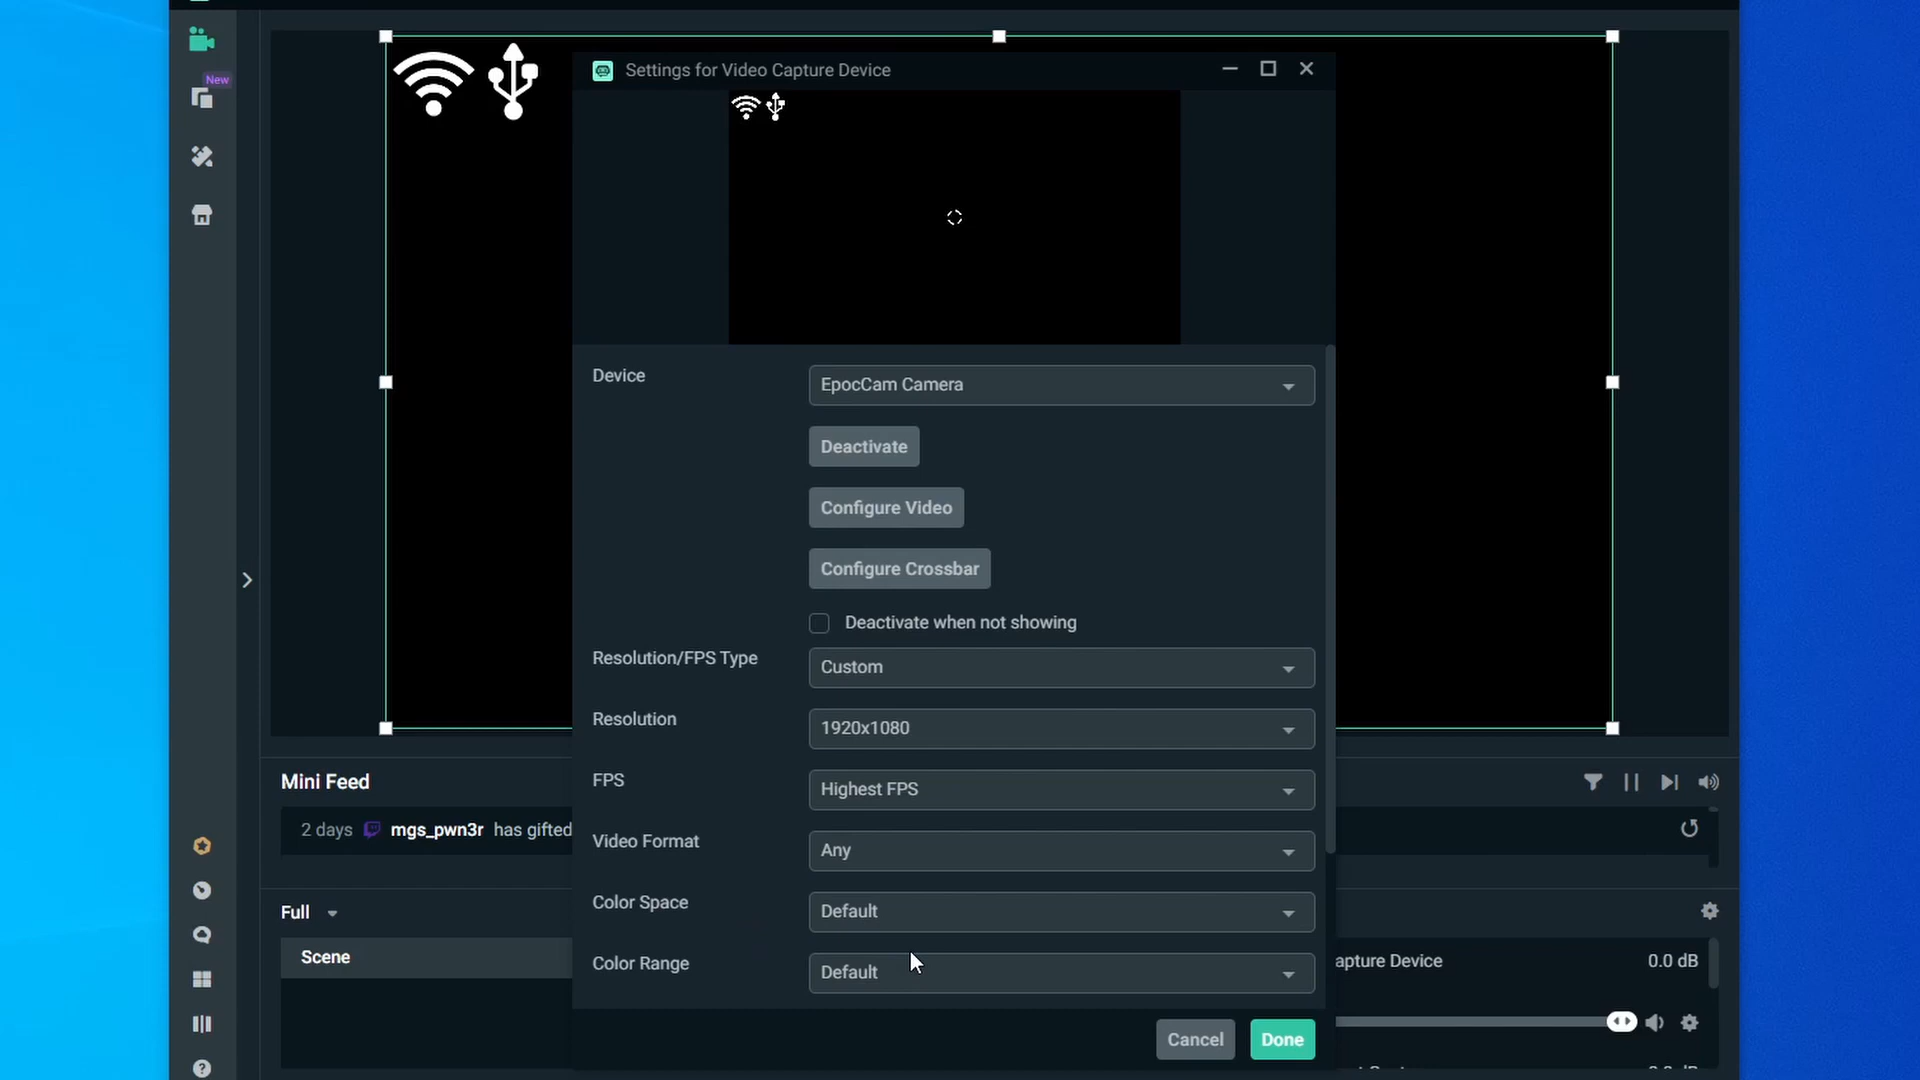 New
Settings for Video Capture Device
Device
EpocCam Camera
Deactivate
Configure Video
Configure Crossbar
Deactivate when not showing
Resolution/FPS Type
Custom
Resolution
1920x1080
FPS
Highest FPS
Video Format
Any
Color Space
Default
Color Range
Default
Cancel
Done
Mini Feed
2 days mgs_pwn3r has gifted
Full
Scene
apture Device
0.0 dB